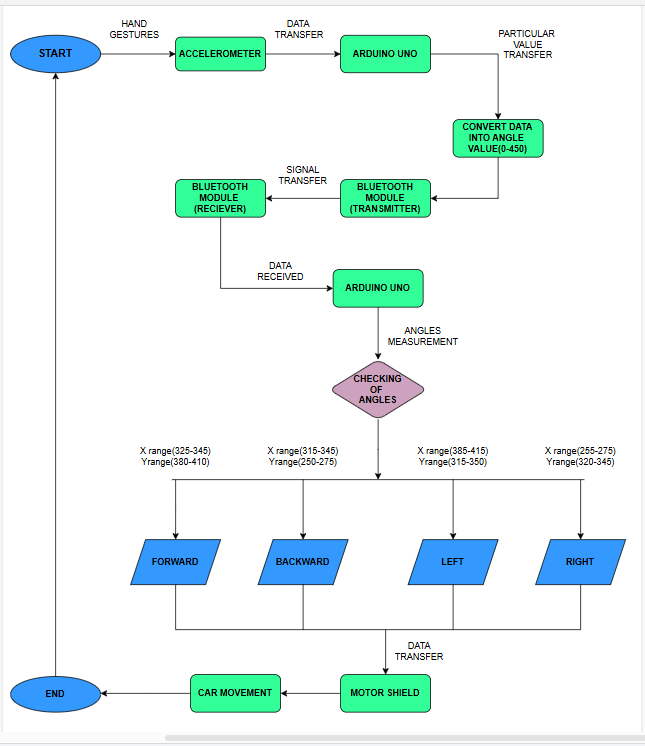 HAND
GESTURES
DATA
TRANSFER
PARTICULAR
VALUE
TRANSFER
START
ACCELEROMETER
ARDUINO UNO
CONVERT DATA
INTO ANGLE
VALUE(0-450)
SIGNAL
TRANSFER
BLUETOOTH
MODULE
(RECIEVER)
BLUETOOTH
MODULE
(TRANSMITTER)
DATA
RECEIVED
ARDUINO UNO
ANGLES
MEASUREMENT
CHECKING
OF
ANGLES
X range(325-345)
Yrange(380-410)
X range(315-345)
Yrange(250-275)
X range(385-415)
Yrange(315-350)
X range(255-275)
Yrange(320-345)
FORWARD
BACKWARD
LEFT
RIGHT
DATA
TRANSFER
END
CAR MOVEMENT
MOTOR SHIELD